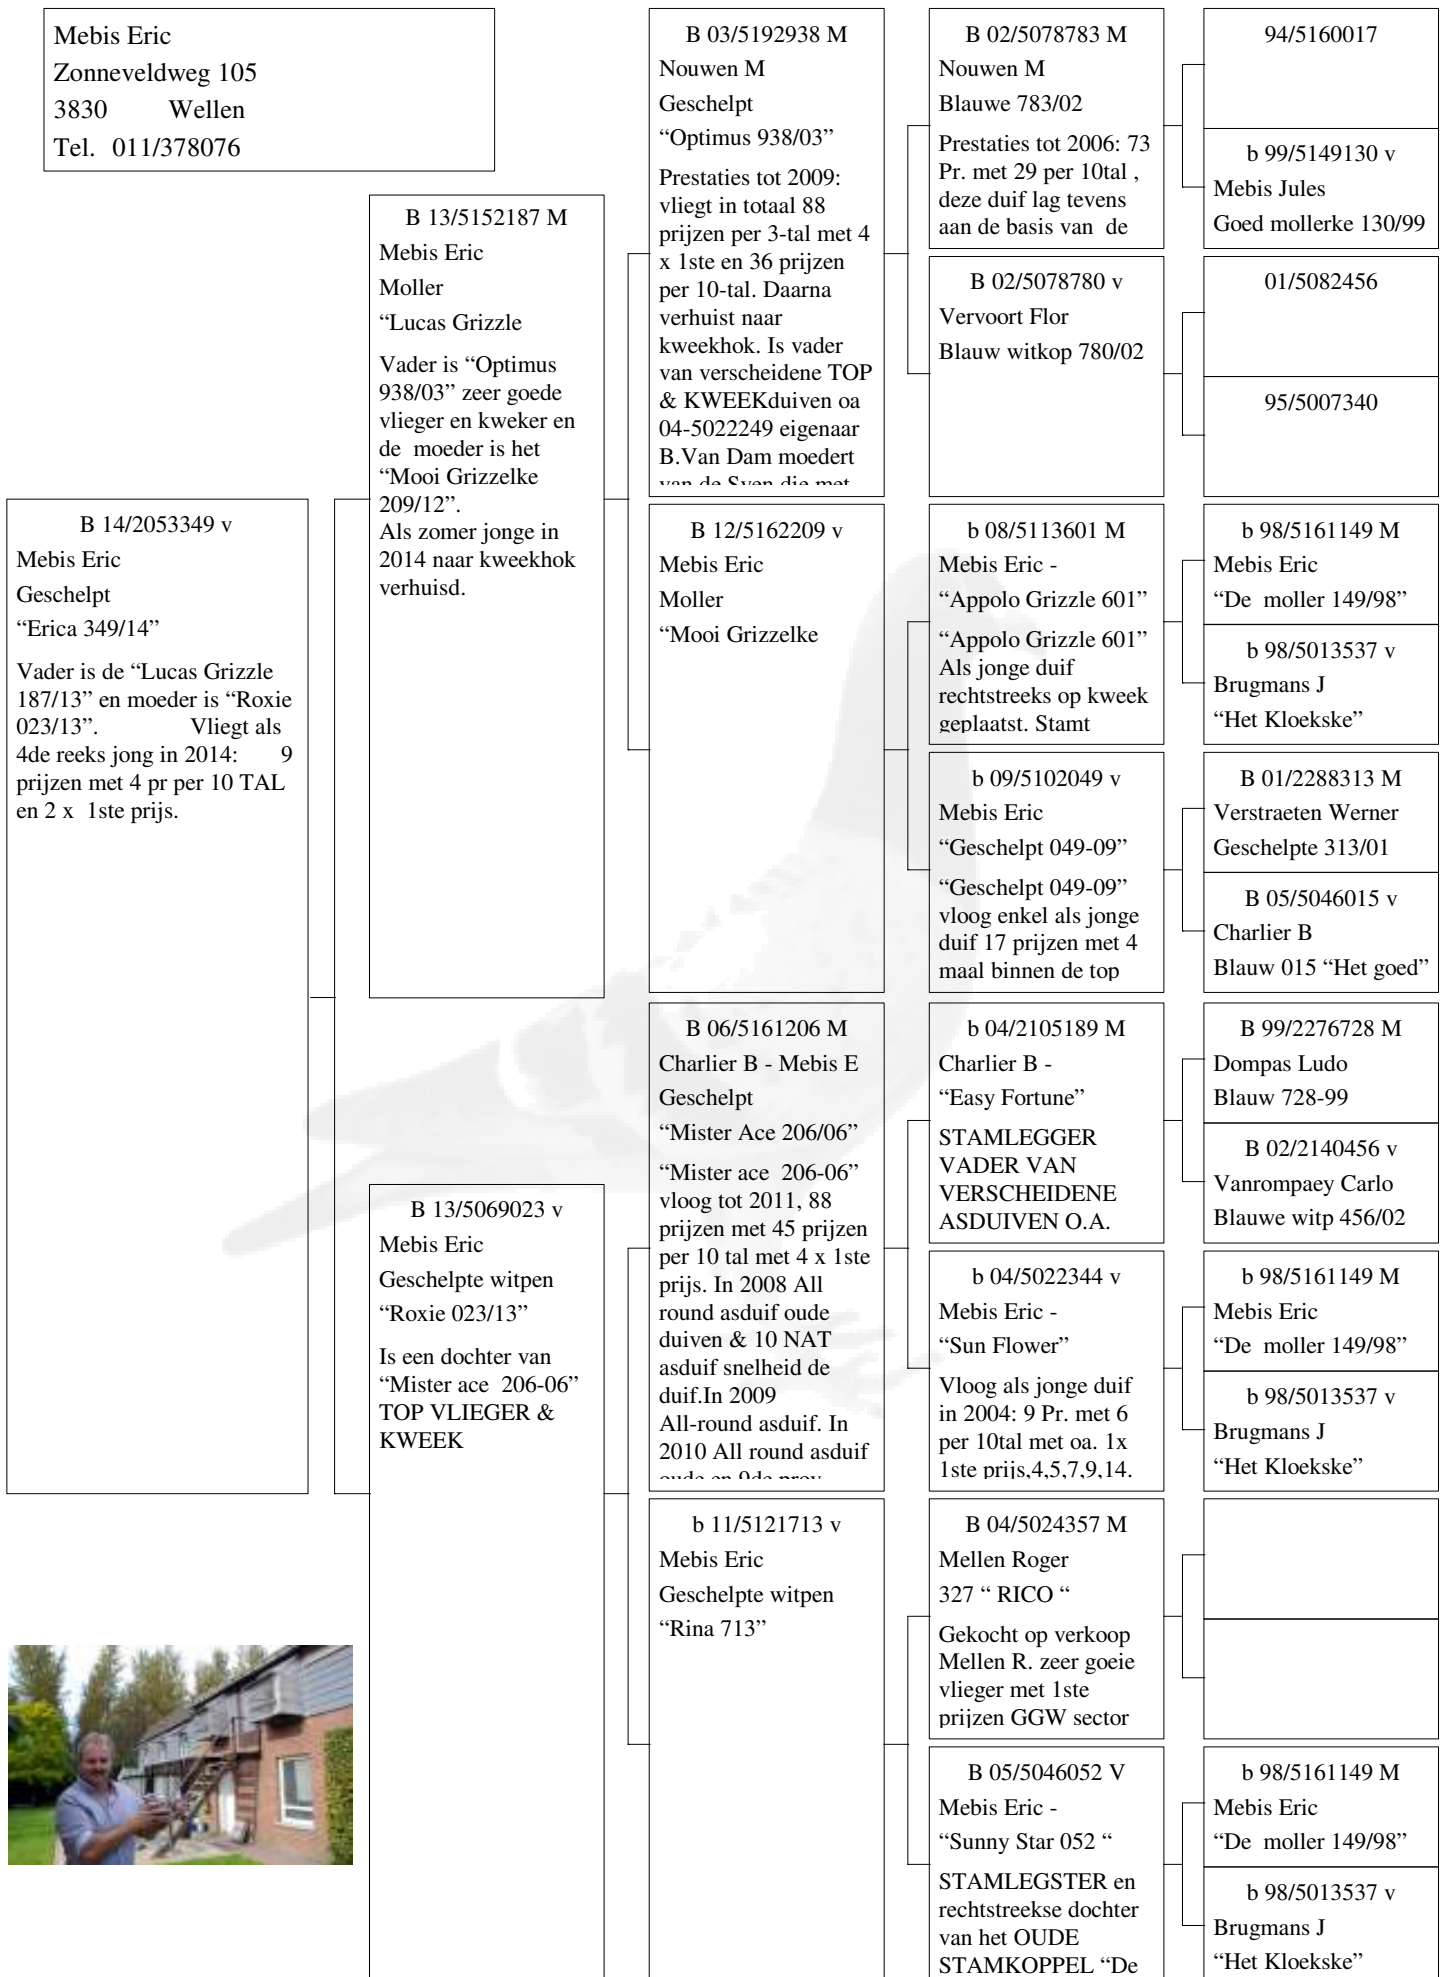 Mebis Eric
Zonneveldweg 105
3830 Wellen
Tel. 011/378076
B 14/2053349 v
Mebis Eric
Geschelpt
“Erica 349/14”
Vader is de “Lucas Grizzle
187/13” en moeder is “Roxie
023/13”. Vliegt als
4de reeks jong in 2014: 9
prijzen met 4 pr per 10 TAL
en 2 x 1ste prijs.
B 13/5152187 M
Mebis Eric
Moller
“Lucas Grizzle
Vader is “Optimus
938/03” zeer goede
vlieger en kweker en
de moeder is het
“Mooi Grizzelke
209/12”.
Als zomer jonge in
2014 naar kweekhok
verhuisd.
B 13/5069023 v
Mebis Eric
Geschelpte witpen
“Roxie 023/13”
Is een dochter van
“Mister ace 206-06”
TOP VLIEGER &
KWEEK
B 03/5192938 M
Nouwen M
Geschelpt
“Optimus 938/03”
Prestaties tot 2009:
vliegt in totaal 88
prijzen per 3-tal met 4
x 1ste en 36 prijzen
per 10-tal. Daarna
verhuist naar
kweekhok. Is vader
van verscheidene TOP
& KWEEKduiven oa
04-5022249 eigenaar
B.Van Dam moedert
van de Sven die met
B 12/5162209 v
Mebis Eric
Moller
“Mooi Grizzelke
B 06/5161206 M
Charlier B - Mebis E
Geschelpt
“Mister Ace 206/06”
“Mister ace 206-06”
vloog tot 2011, 88
prijzen met 45 prijzen
per 10 tal met 4 x 1ste
prijs. In 2008 All
round asduif oude
duiven & 10 NAT
asduif snelheid de
duif.In 2009
All-round asduif. In
2010 All round asduif
oude en 9de prov
b 11/5121713 v
Mebis Eric
Geschelpte witpen
“Rina 713”
B 02/5078783 M
Nouwen M
Blauwe 783/02
Prestaties tot 2006: 73
Pr. met 29 per 10tal ,
deze duif lag tevens
aan de basis van de
B 02/5078780 v
Vervoort Flor
Blauw witkop 780/02
b 08/5113601 M
Mebis Eric -
“Appolo Grizzle 601”
“Appolo Grizzle 601”
Als jonge duif
rechtstreeks op kweek
geplaatst. Stamt
b 09/5102049 v
Mebis Eric
“Geschelpt 049-09”
“Geschelpt 049-09”
vloog enkel als jonge
duif 17 prijzen met 4
maal binnen de top
b 04/2105189 M
Charlier B -
“Easy Fortune”
STAMLEGGER
VADER VAN
VERSCHEIDENE
ASDUIVEN O.A.
b 04/5022344 v
Mebis Eric -
“Sun Flower”
Vloog als jonge duif
in 2004: 9 Pr. met 6
per 10tal met oa. 1x
1ste prijs,4,5,7,9,14.
B 04/5024357 M
Mellen Roger
327 “ RICO “
Gekocht op verkoop
Mellen R. zeer goeie
vlieger met 1ste
prijzen GGW sector
B 05/5046052 V
Mebis Eric -
“Sunny Star 052 “
STAMLEGSTER en
rechtstreekse dochter
van het OUDE
STAMKOPPEL “De
94/5160017
b 99/5149130 v
Mebis Jules
Goed mollerke 130/99
01/5082456
95/5007340
b 98/5161149 M
Mebis Eric
“De moller 149/98”
b 98/5013537 v
Brugmans J
“Het Kloekske”
B 01/2288313 M
Verstraeten Werner
Geschelpte 313/01
B 05/5046015 v
Charlier B
Blauw 015 “Het goed”
B 99/2276728 M
Dompas Ludo
Blauw 728-99
B 02/2140456 v
Vanrompaey Carlo
Blauwe witp 456/02
b 98/5161149 M
Mebis Eric
“De moller 149/98”
b 98/5013537 v
Brugmans J
“Het Kloekske”
b 98/5161149 M
Mebis Eric
“De moller 149/98”
b 98/5013537 v
Brugmans J
“Het Kloekske”